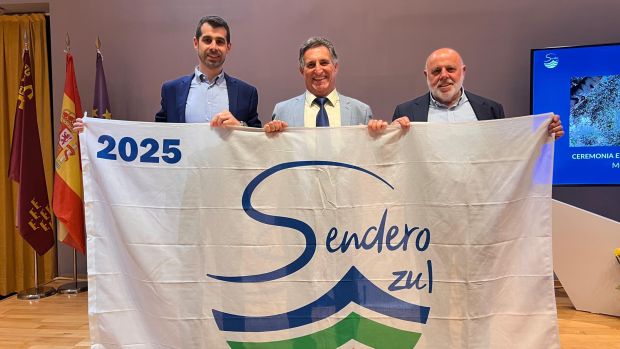 2025
Sendero
zul
CEREMONIA E